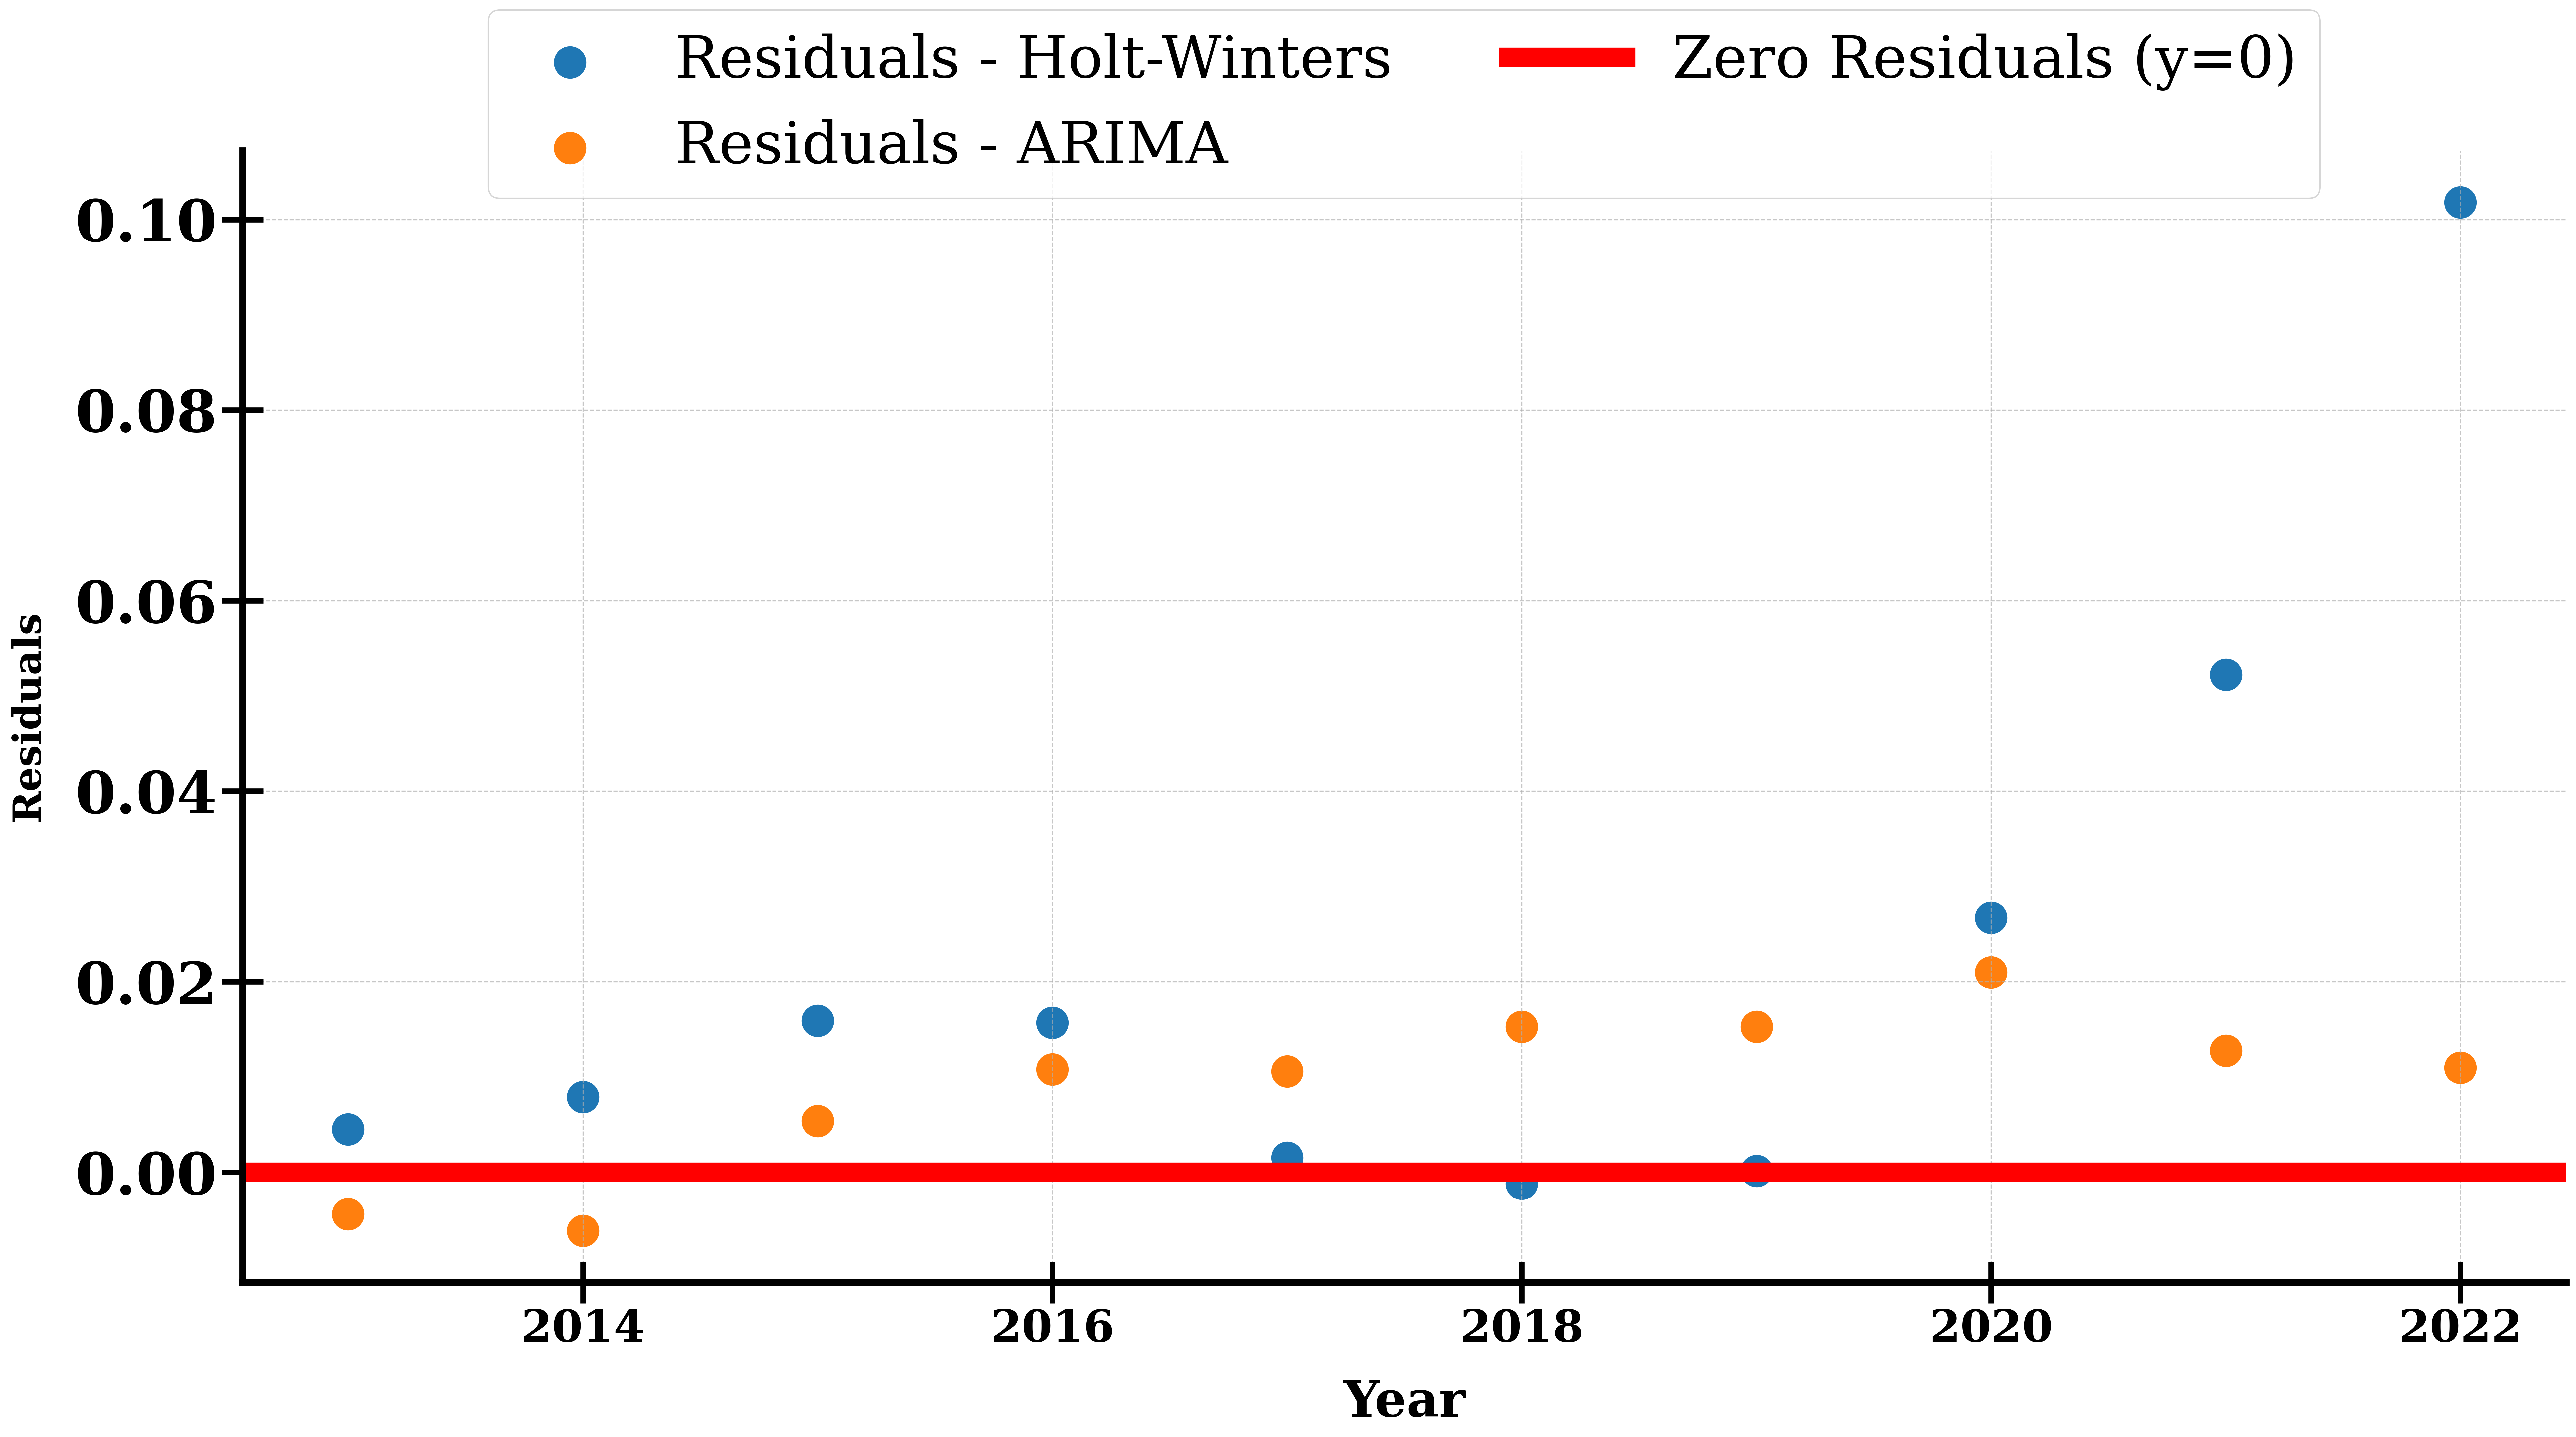 Residuals - Holt-Winters
Residuals - ARIMA
Zero Residuals (y=0)
0.10
0.08
0.06
0.04
0.02
0.00
Residuals
2014 2016 2018 2020 2022
Year